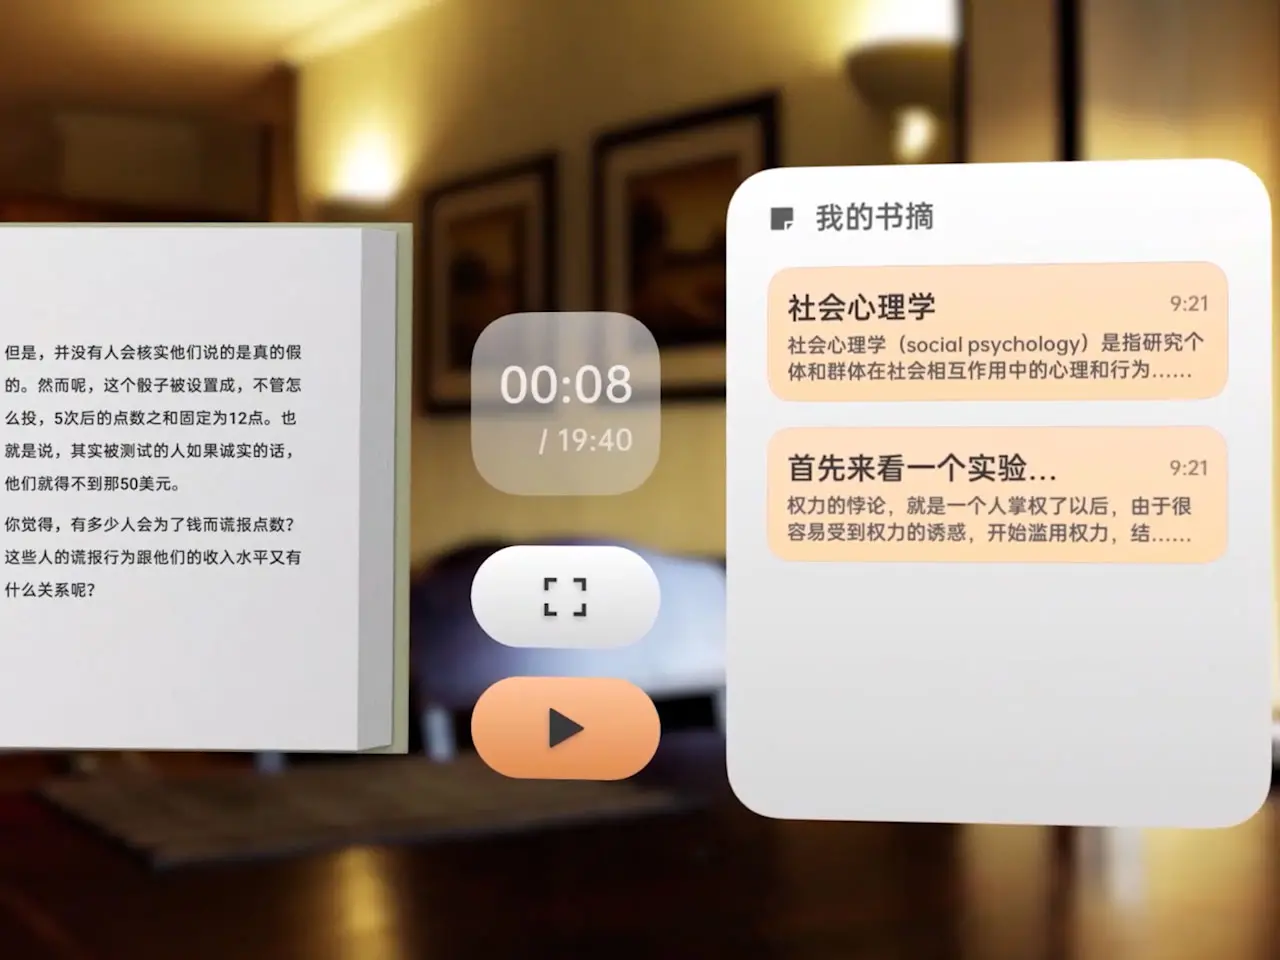 但是，并没有人会核实他们说的是真的假
的。然而呢，这个骰子被设置成，不管怎
么投，5次后的点数之和固定为12点。也
就是说，其实被测试的人如果诚实的话，
他们就得不到那50美元。
你觉得，有多少人会为了钱而谎报点数？
这些人的谎报行为跟他们的收入水平又有
什么关系呢？
00:08
/ 19:40
我的书摘
社会心理学
9:21
社会心理学（social psychology）是指研究个
体和群体在社会相互作用中的心理和行为……
首先来看一个实验…
9:21
权力的悖论，就是一个人掌权了以后，由于很
容易受到权力的诱惑，开始滥用权力，结……